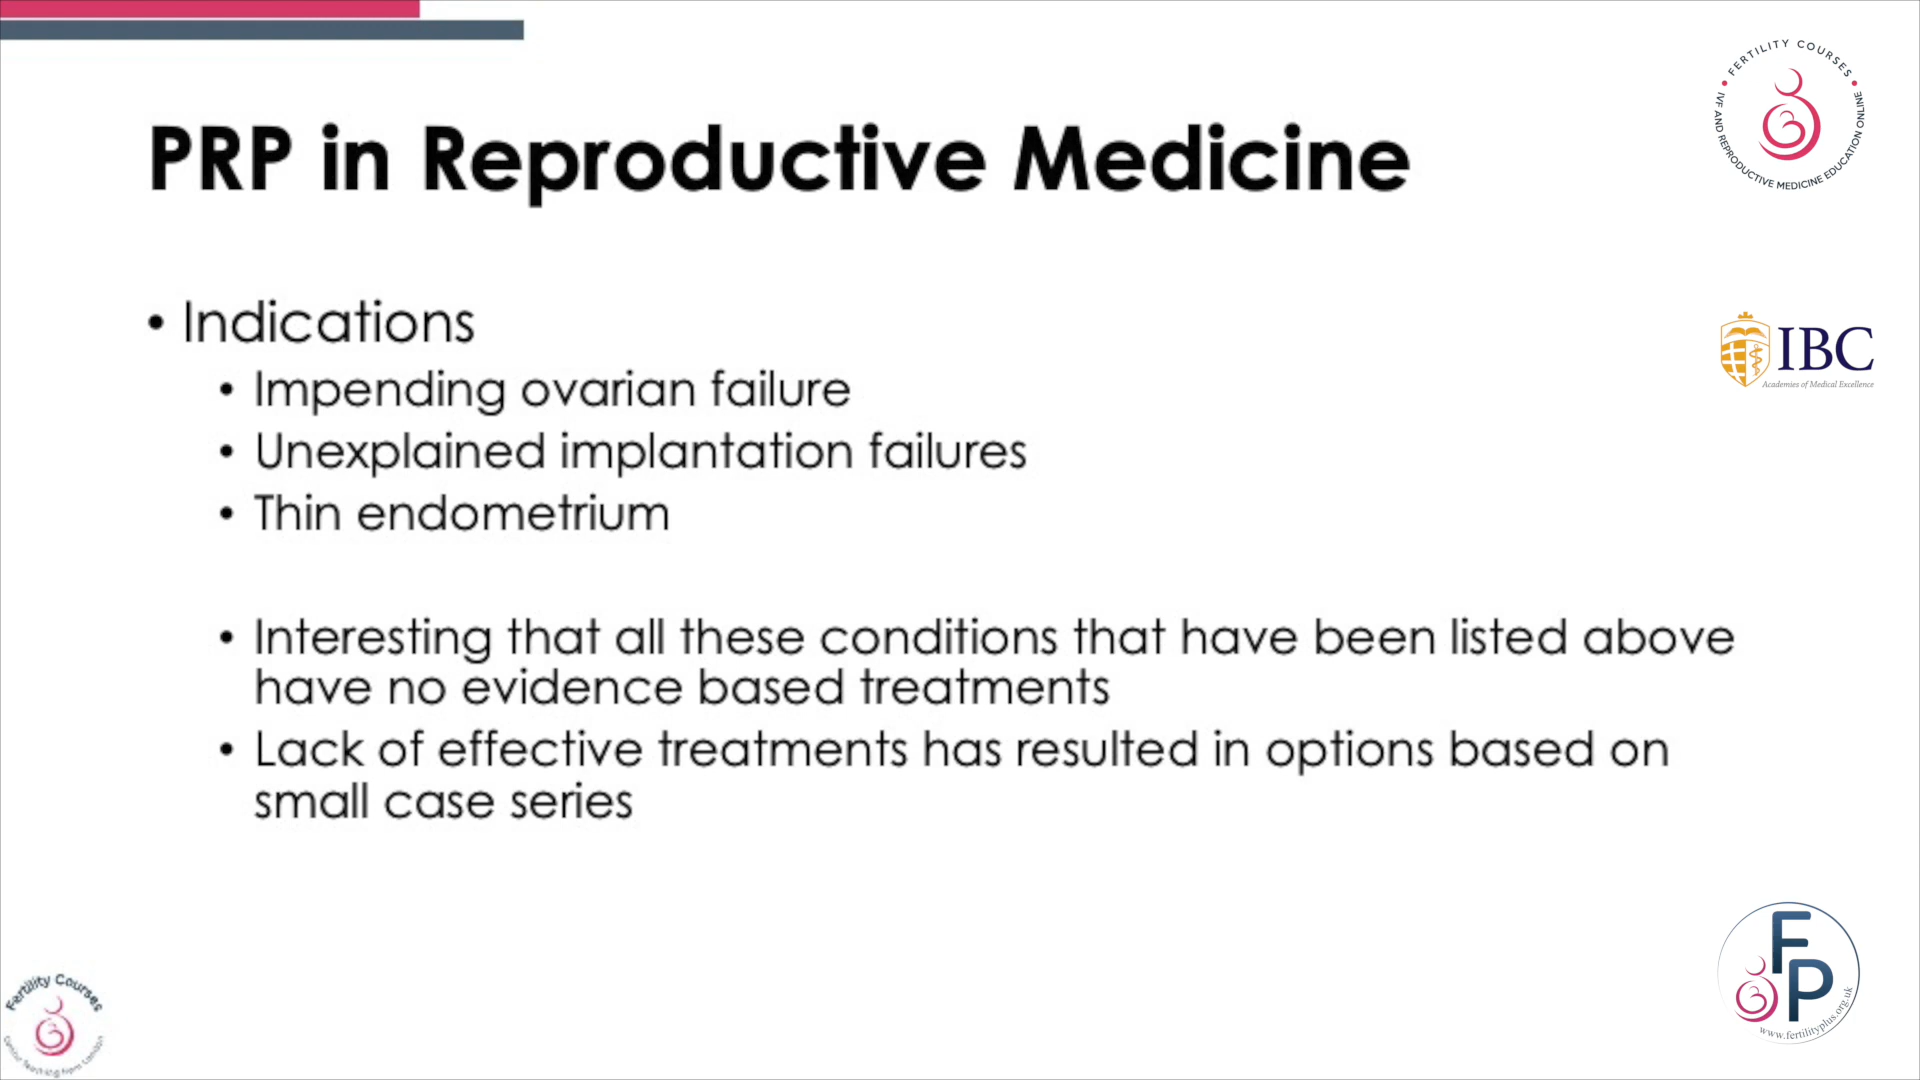 PRP in Reproductive Medicine
• Indications
• Impending ovarian failure
• Unexplained implantation failures
• Thin endometrium
• Interesting that all these conditions that have been listed above
have no evidence based treatments
• Lack of effective treatments has resulted in options based on
small case series
• FERTILITY COURSES •
IVF AND REPRODUCTIVE MEDICINE EDUCATION ONLINE
IBC
Academies of Medical Excellence
FP
www.fertilityplus.org.uk
Fertility Courses